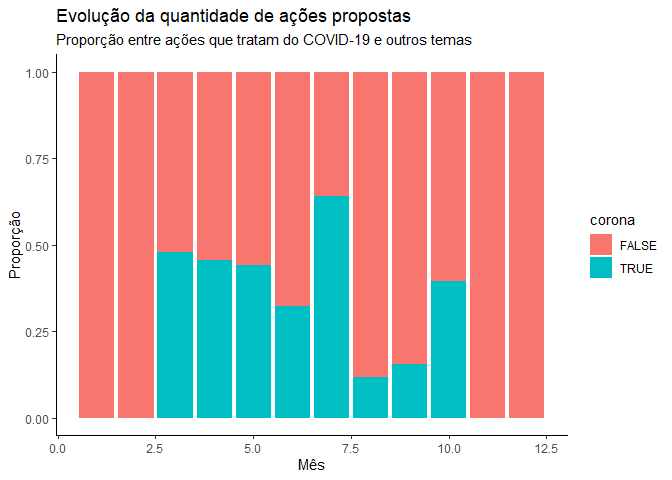 Evolução da quantidade de ações propostas
Proporção entre ações que tratam do COVID-19 e outros temas
1.00
0.75
0.50
0.25
0.00
Proporção
0.0
2.5
5.0
7.5
10.0
12.5
Mês
corona
FALSE
TRUE